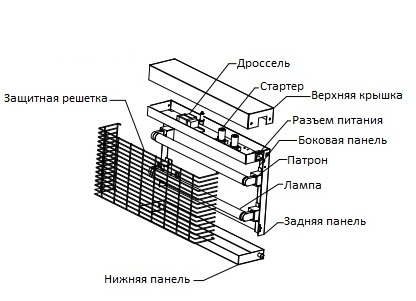 Дроссель
Стартер
Защитная решетка
Верхняя крышка
Разъем питания
Боковая панель
Патрон
Лампа
Задняя панель
Нижняя панель